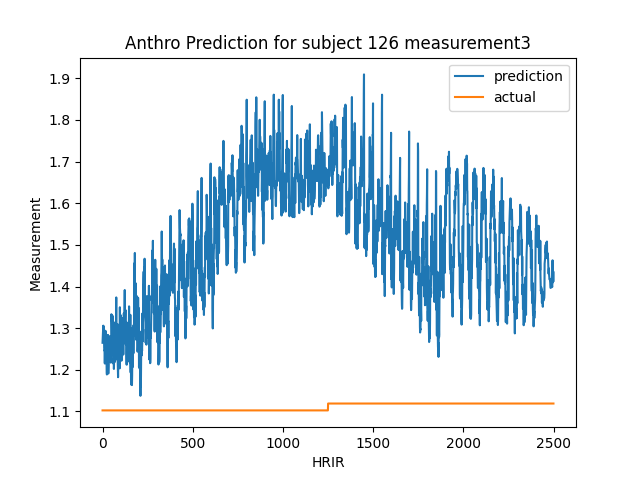 Anthro Prediction for subject 126 measurement3
prediction
actual
Measurement
1.9
1.8
1.7
1.6
1.5
1.4
1.3
1.2
1.1
0 500 1000 1500 2000 2500
HRIR